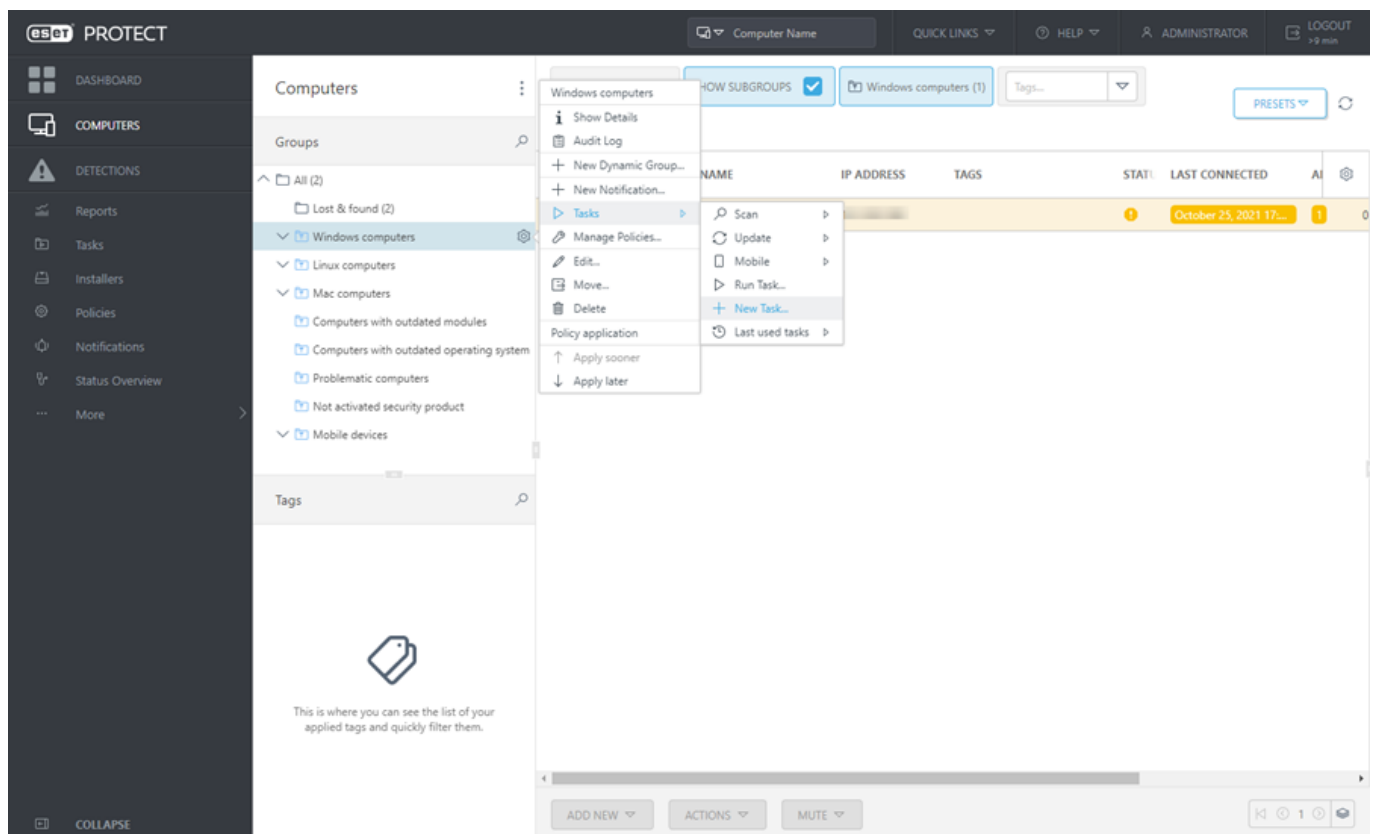 eset PROTECT
Computer Name
QUICK LINKS
HELP
ADMINISTRATOR
LOGOUT
>9 min
DASHBOARD
COMPUTERS
DETECTIONS
Reports
Tasks
Installers
Policies
Notifications
Status Overview
More
COLLAPSE
Computers
Groups
All (2)
Lost & found (2)
Windows computers
Linux computers
Mac computers
Computers with outdated modules
Computers with outdated operating system
Problematic computers
Not activated security product
Mobile devices
Tags
This is where you can see the list of your
applied tags and quickly filter them.
Windows computers
Show Details
Audit Log
New Dynamic Group...
New Notification...
Tasks
Manage Policies...
Edit...
Move...
Delete
Policy application
Apply sooner
Apply later
Scan
Update
Mobile
Run Task...
New Task...
Last used tasks
HOW SUBGROUPS
Windows computers (1)
Tags...
PRESETS
NAME IP ADDRESS TAGS STATU LAST CONNECTED Al
October 25, 2021 17:... 1 0
ADD NEW
ACTIONS
MUTE
1